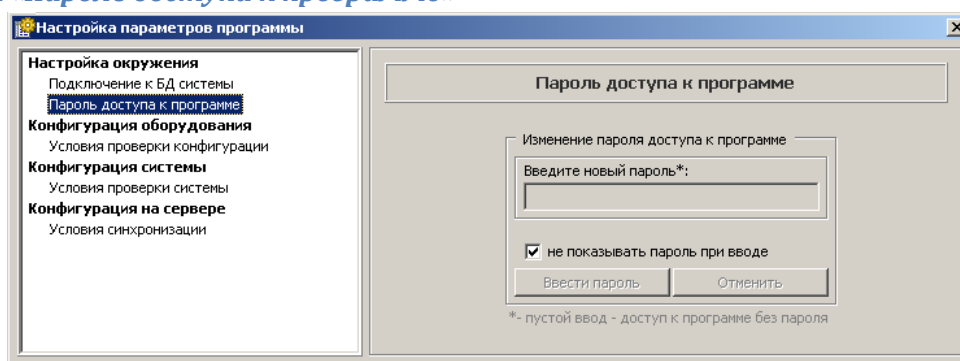 Настройка параметров программы
Настройка окружения
Подключение к БД системы
Пароль доступа к программе
Конфигурация оборудования
Условия проверки конфигурации
Конфигурация системы
Условия проверки системы
Конфигурация на сервере
Условия синхронизации
Пароль доступа к программе
Изменение пароля доступа к программе
Введите новый пароль*:
не показывать пароль при вводе
Ввести пароль Отменить
*- пустой ввод - доступ к программе без пароля